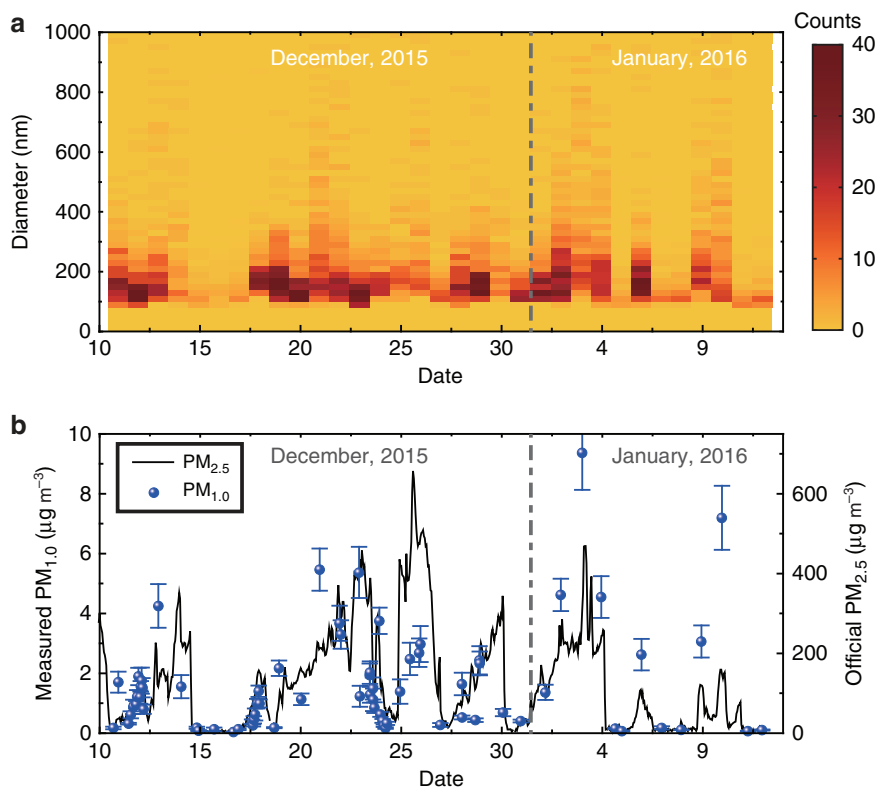 a
Counts
1000
800
600
400
200
0
Diameter (nm)
December, 2015
January, 2016
40
30
20
10
0
10
15
20
25
30
4
9
Date
b
10
8
6
4
2
0
Measured PM1.0 (μg m−3)
PM2.5
PM1.0
December, 2015
January, 2016
600
400
200
0
Official PM2.5 (μg m−3)
10
15
20
25
30
4
9
Date